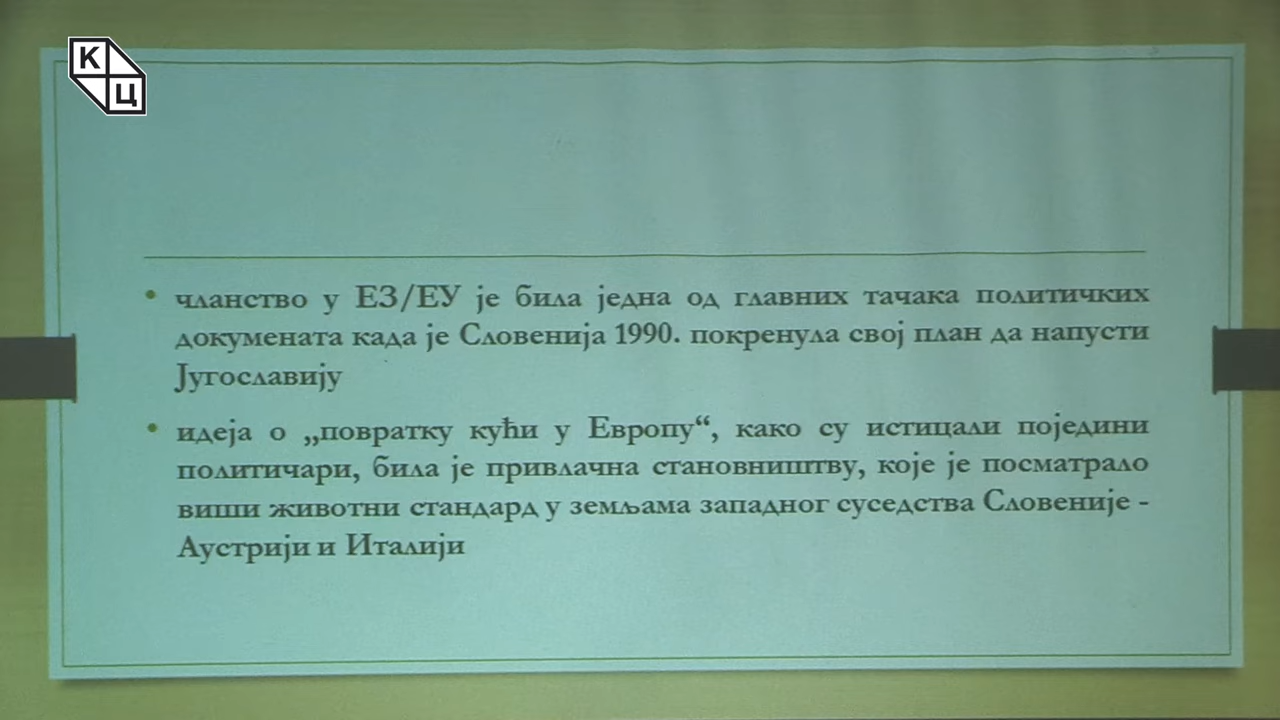 К
Ц
• чланство у ЕЗ/ЕУ је била једна од главних тачака политичких
докумената када је Словенија 1990. покренула свој план да напусти
Југославију
• идеја о „повратку кући у Европу“, како су истицали поједини
политичари, била је привлачна становништву, које је посматрало
виши животни стандард у земљама западног суседства Словеније -
Аустрији и Италији